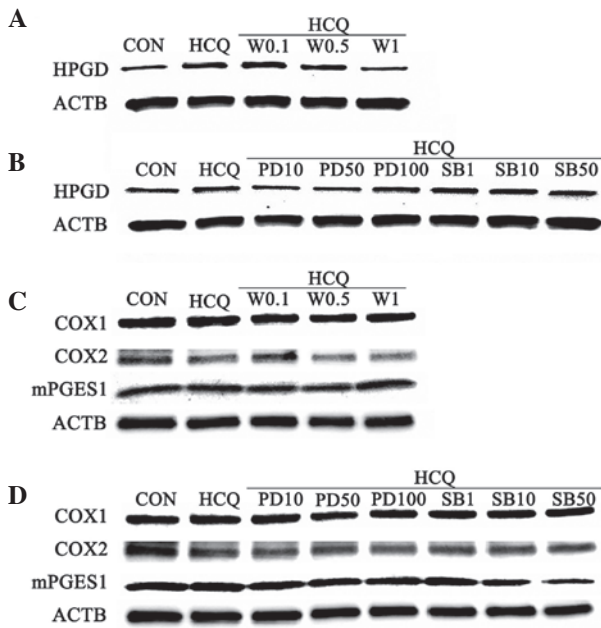 A
HCQ
CON HCQ W0.1 W0.5 W1
HPGD
ACTB
B
HCQ
CON HCQ PD10 PD50 PD100 SB1 SB10 SB50
HPGD
ACTB
C
HCQ
CON HCQ W0.1 W0.5 W1
COX1
COX2
mPGES1
ACTB
D
HCQ
CON HCQ PD10 PD50 PD100 SB1 SB10 SB50
COX1
COX2
mPGES1
ACTB